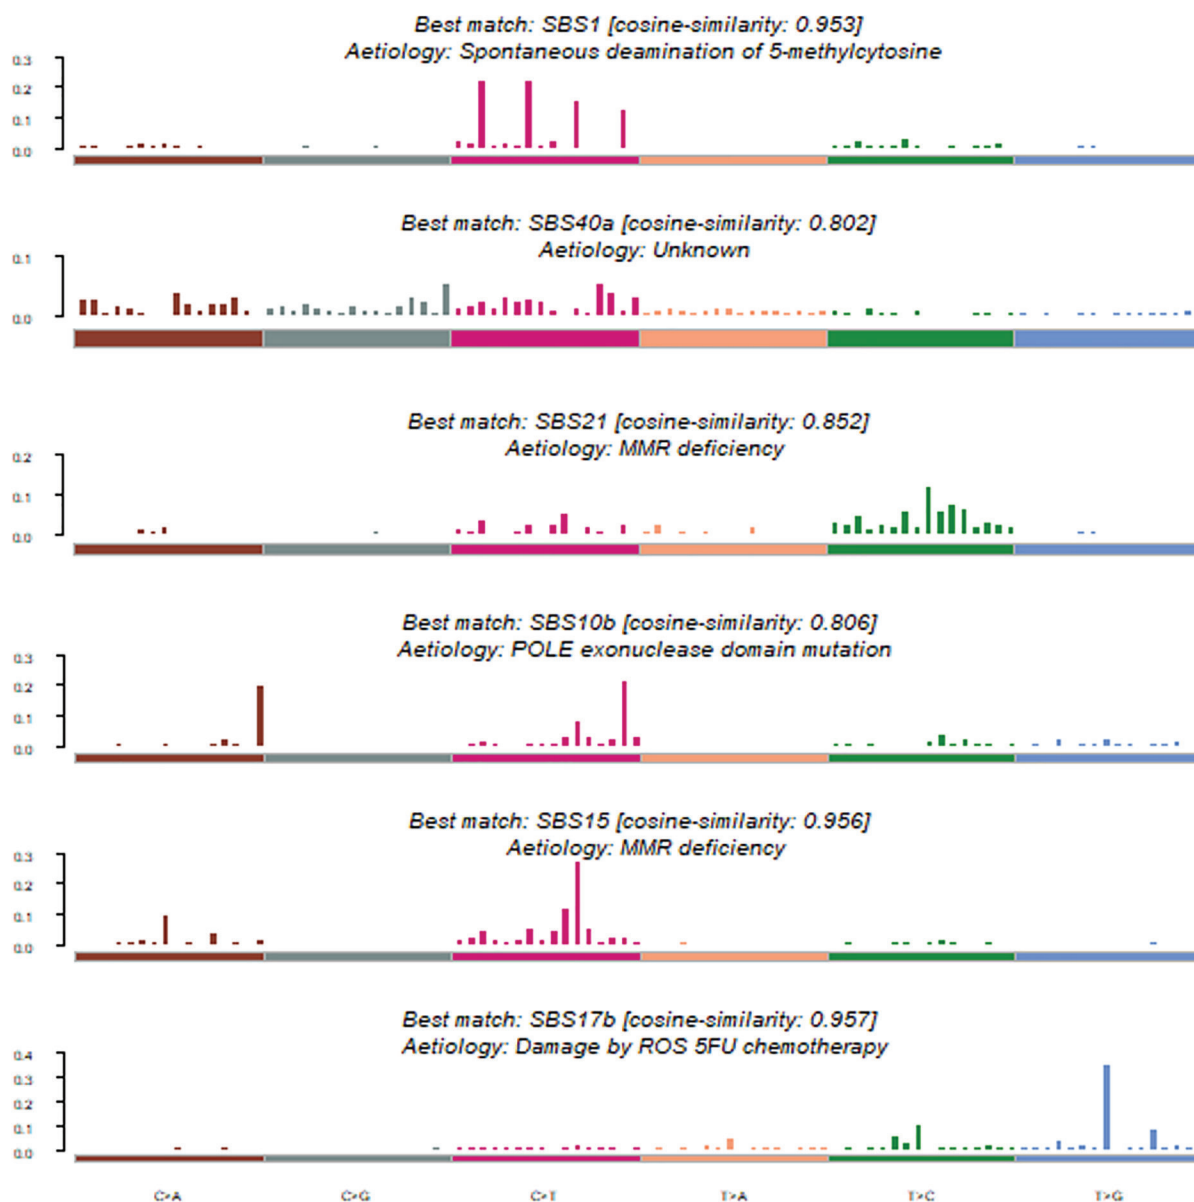 Best match: SBS1 [cosine-similarity: 0.953]
Aetiology: Spontaneous deamination of 5-methylcytosine
0.3
0.2
0.1
0.0
Best match: SBS40a [cosine-similarity: 0.802]
Aetiology: Unknown
0.1
0.0
Best match: SBS21 [cosine-similarity: 0.852]
Aetiology: MMR deficiency
0.2
0.1
0.0
Best match: SBS10b [cosine-similarity: 0.806]
Aetiology: POLE exonuclease domain mutation
0.3
0.2
0.1
0.0
Best match: SBS15 [cosine-similarity: 0.956]
Aetiology: MMR deficiency
0.3
0.2
0.1
0.0
Best match: SBS17b [cosine-similarity: 0.957]
Aetiology: Damage by ROS 5FU chemotherapy
0.4
0.3
0.2
0.1
0.0
C>A C>G C>T T>A T>C T>G